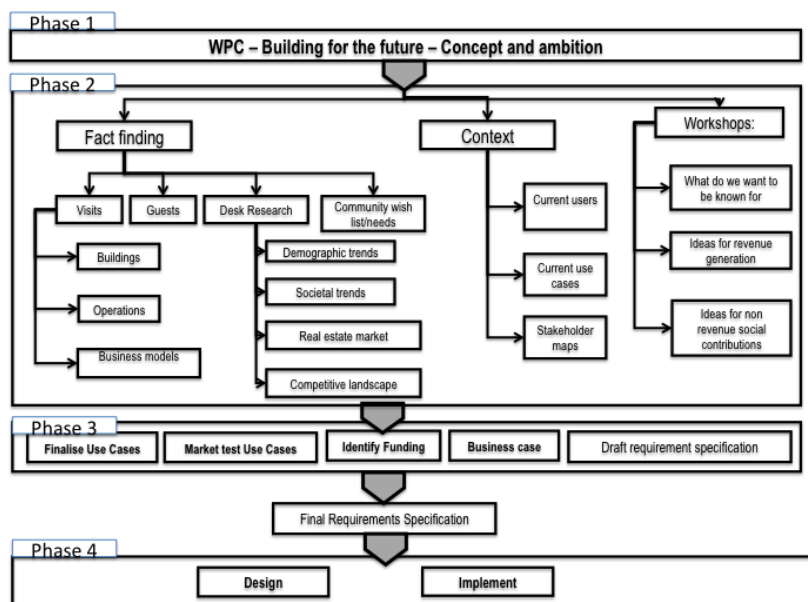 Phase 1
WPC – Building for the future – Concept and ambition
Phase 2
Fact finding
Context
Workshops:
Visits
Guests
Desk Research
Community wish
list/needs
Buildings
Operations
Business models
Demographic trends
Societal trends
Real estate market
Competitive landscape
Current users
Current use
cases
Stakeholder
maps
What do we want to
be known for
Ideas for revenue
generation
Ideas for non
revenue social
contributions
Phase 3
Finalise Use Cases
Market test Use Cases
Identify Funding
Business case
Draft requirement specification
Final Requirements Specification
Phase 4
Design
Implement